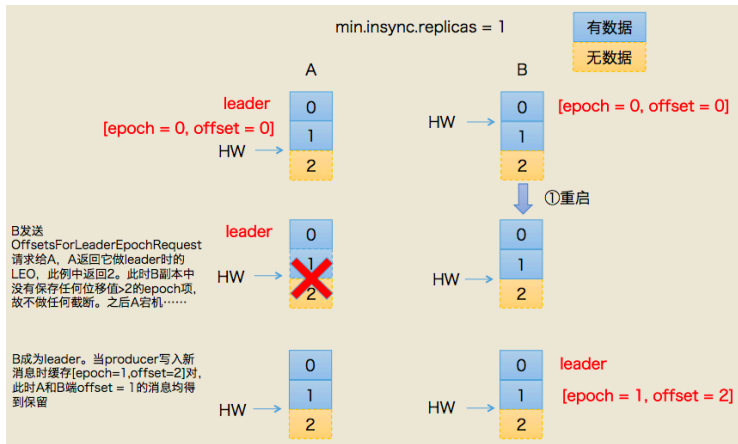 min.insync.replicas = 1
有数据
无数据
A
B
leader
[epoch = 0, offset = 0]
HW
0
1
2
HW
0
1
2
[epoch = 0, offset = 0]
①重启
B发送
OffsetsForLeaderEpochRequest
请求给A，A返回它做leader时的
LEO，此例中返回2。此时B副本中
没有保存任何位移值>2的epoch项,
故不做任何截断。之后A宕机……
leader
HW
0
1
2
HW
0
1
2
B成为leader。当producer写入新
消息时缓存[epoch=1,offset=2]对,
此时A和B端offset = 1的消息均得
到保留
HW
0
1
2
HW
0
1
2
leader
[epoch = 1, offset = 2]